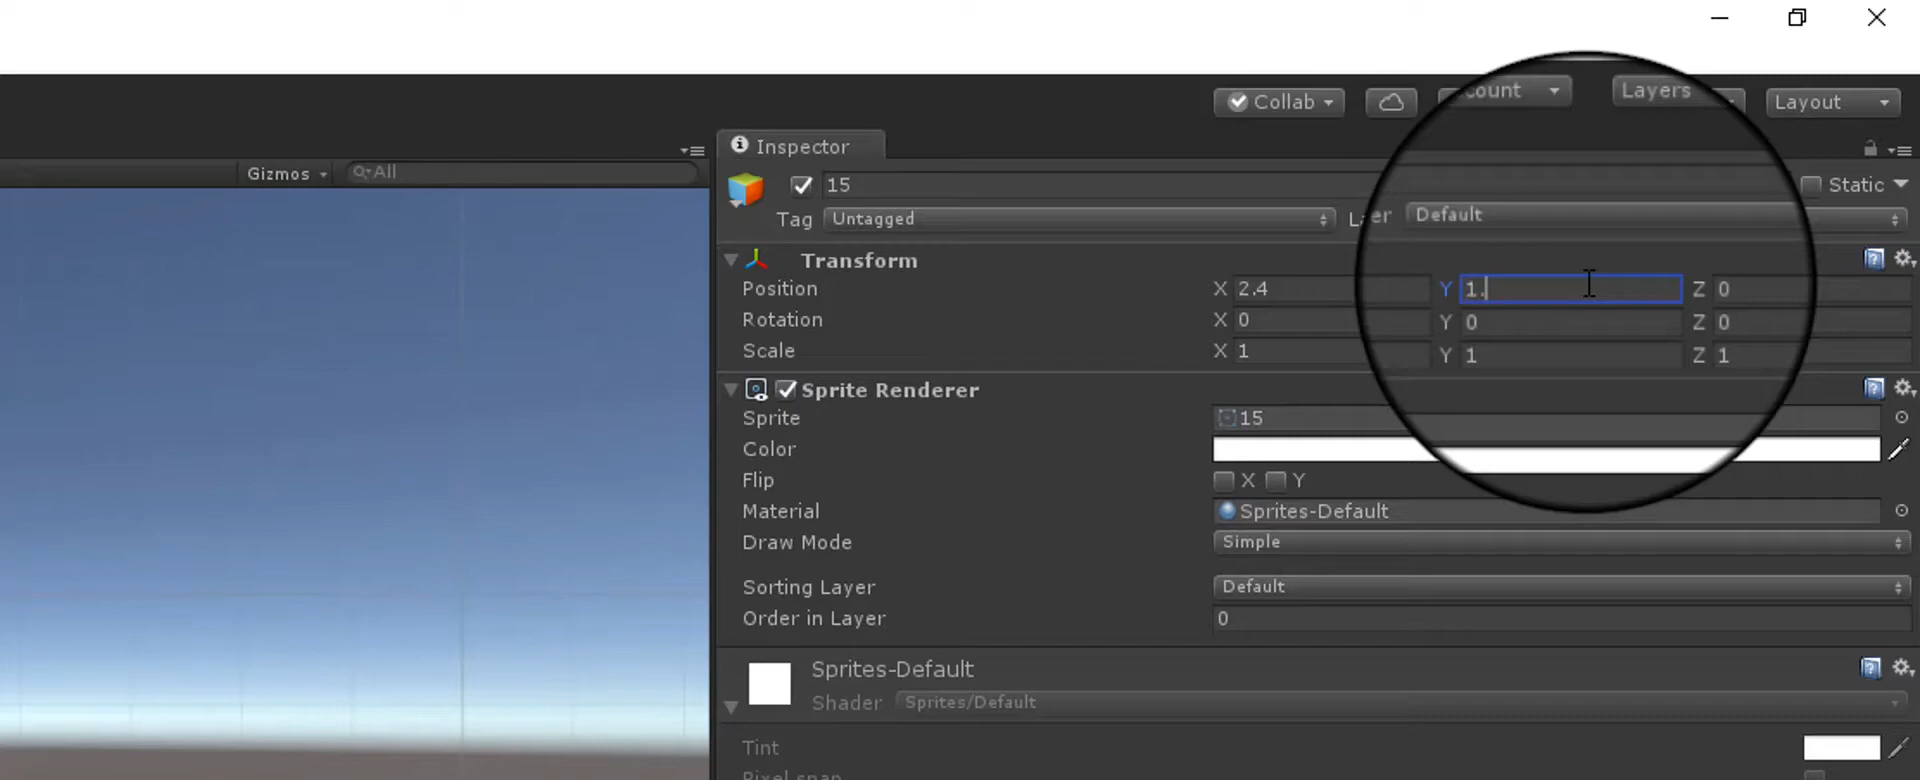 Collab
count
Layers
Layout
Inspector
Gizmos
All
15
Static
Tag Untagged
Default
Transform
Position X 2.4 Y 1. Z 0
Rotation X 0 Y 0 Z 0
Scale X 1 Y 1 Z 1
Sprite Renderer
Sprite 15
Color
Flip X Y
Material Sprites-Default
Draw Mode Simple
Sorting Layer Default
Order in Layer 0
Sprites-Default
Shader Sprites/Default
Tint
Pixel snap